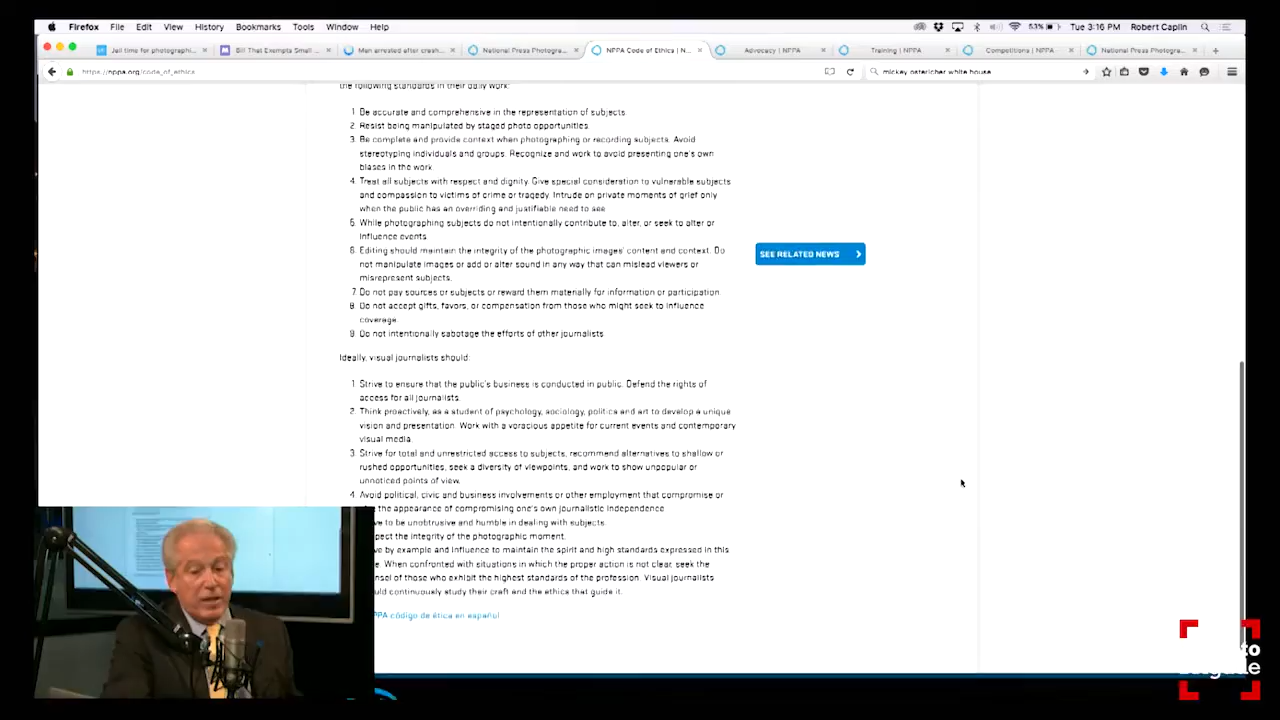 Firefox File Edit View History Bookmarks Tools Window Help 53% Tue 3:16 PM Robert Caplin
Jail time for photographi... Bill That Exempts Small ... Man arrested after crash... National Press Photogra... NPPA Code of Ethics | N... Advocacy | NPPA Training | NPPA Competitions | NPPA National Press Photogra...
https://nppa.org/code_of_ethics mickey osterreicher white house
the following standards in their daily work:
1 Be accurate and comprehensive in the representation of subjects.
2 Resist being manipulated by staged photo opportunities.
3 Be complete and provide context when photographing or recording subjects. Avoid
stereotyping individuals and groups. Recognize and work to avoid presenting one's own
biases in the work.
4 Treat all subjects with respect and dignity. Give special consideration to vulnerable subjects
and compassion to victims of crime or tragedy. Intrude on private moments of grief only
when the public has an overriding and justifiable need to see.
5 While photographing subjects do not intentionally contribute to, alter, or seek to alter or
influence events.
6 Editing should maintain the integrity of the photographic images' content and context. Do
not manipulate images or add or alter sound in any way that can mislead viewers or
misrepresent subjects.
SEE RELATED NEWS
7 Do not pay sources or subjects or reward them materially for information or participation.
8 Do not accept gifts, favors, or compensation from those who might seek to influence
coverage.
9 Do not intentionally sabotage the efforts of other journalists.
Ideally, visual journalists should:
1 Strive to ensure that the public's business is conducted in public. Defend the rights of
access for all journalists.
2. Think proactively, as a student of psychology, sociology, politics and art to develop a unique
vision and presentation. Work with a voracious appetite for current events and contemporary
visual media.
3 Strive for total and unrestricted access to subjects, recommend alternatives to shallow or
rushed opportunities, seek a diversity of viewpoints, and work to show unpopular or
unnoticed points of view.
4 Avoid political, civic and business involvements or other employment that compromise or
the appearance of compromising one's own journalistic independence.
to be unobtrusive and humble in dealing with subjects.
the integrity of the photographic moment.
by example and influence to maintain the spirit and high standards expressed in this
When confronted with situations in which the proper action is not clear, seek the
of those who exhibit the highest standards of the profession. Visual journalists
continuously study their craft and the ethics that guide it.
código de ética en español